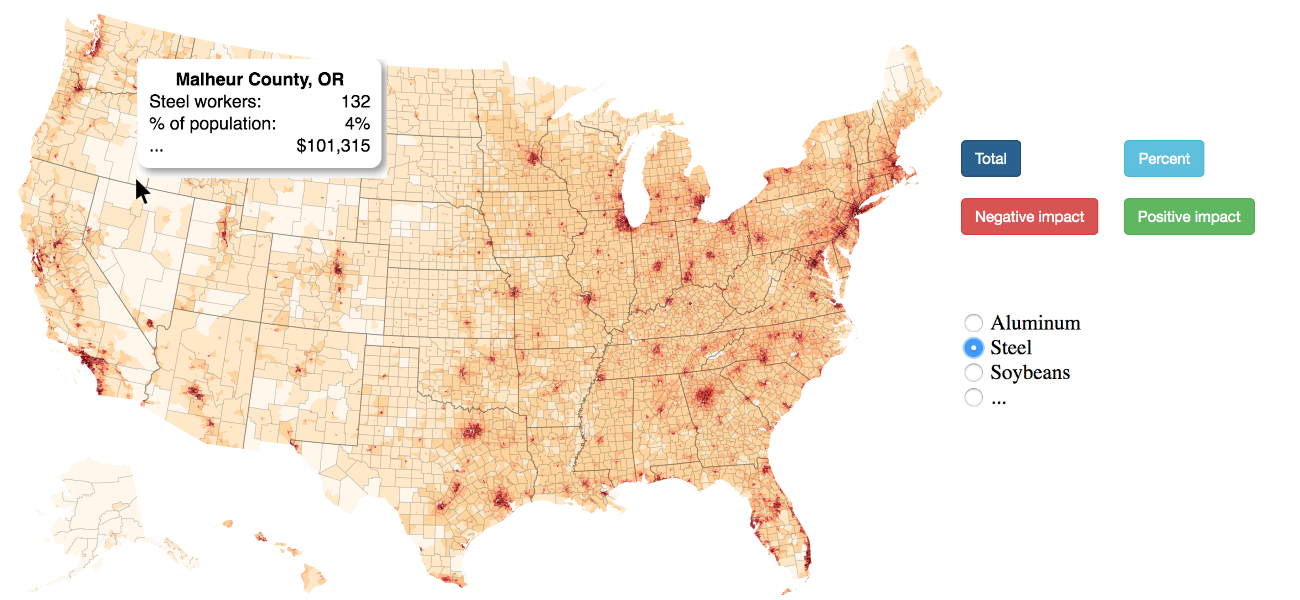 Malheur County, OR
Steel workers: 132
% of population: 4%
... $101,315
Total Percent
Negative impact Positive impact
Aluminum
Steel
Soybeans
...